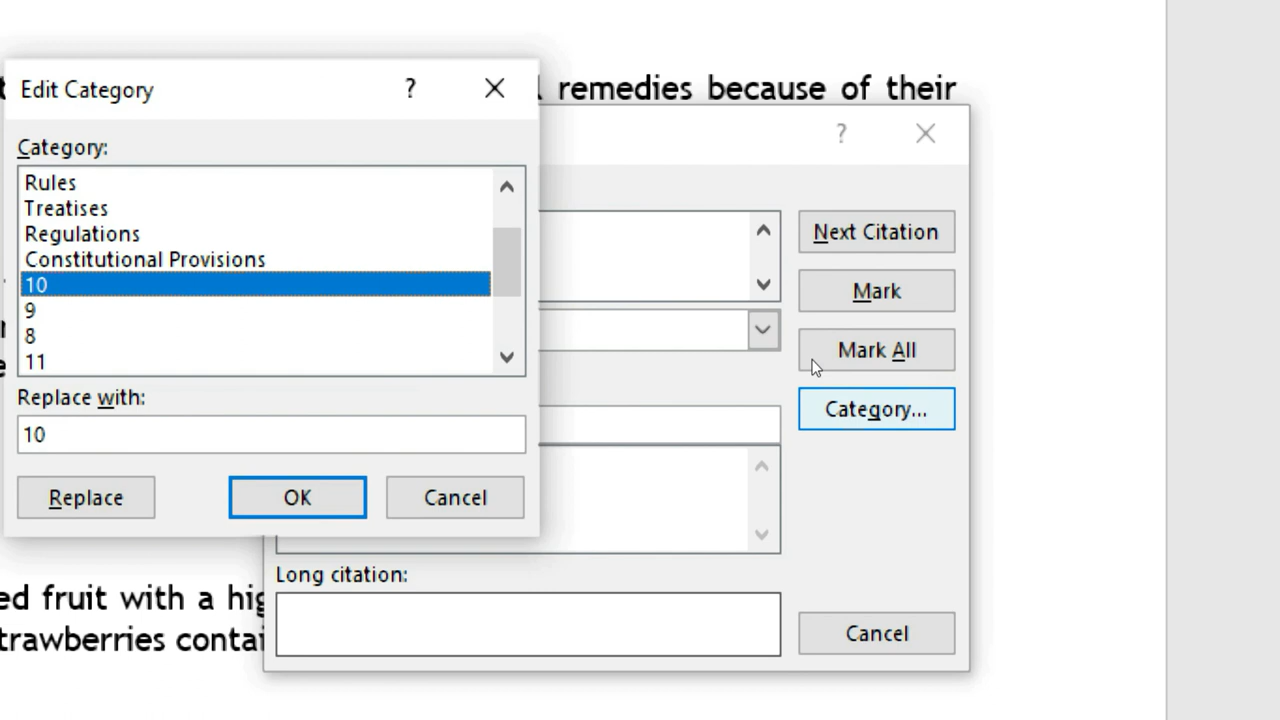 remedies because of their
Edit Category
?
Category:
Rules
Treatises
Regulations
Constitutional Provisions
10
9
8
11
Replace with:
10
Replace
OK
Cancel
?
Next Citation
Mark
Mark All
Category...
Long citation:
Cancel
ed fruit with a hig
trawberries contai